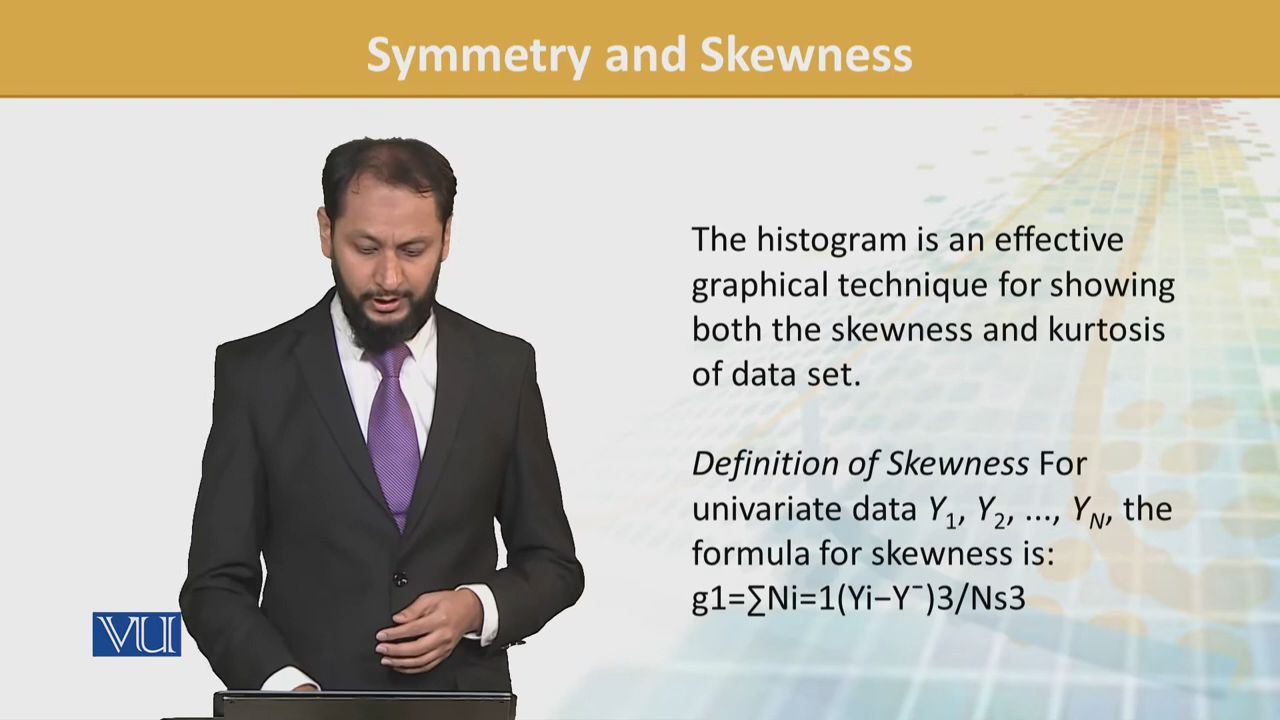 Symmetry and Skewness
The histogram is an effective
graphical technique for showing
both the skewness and kurtosis
of data set.
Definition of Skewness For
univariate data Y1, Y2, ..., YN, the
formula for skewness is:
g1=∑Ni=1(Yi−Y¯)3/Ns3
VU